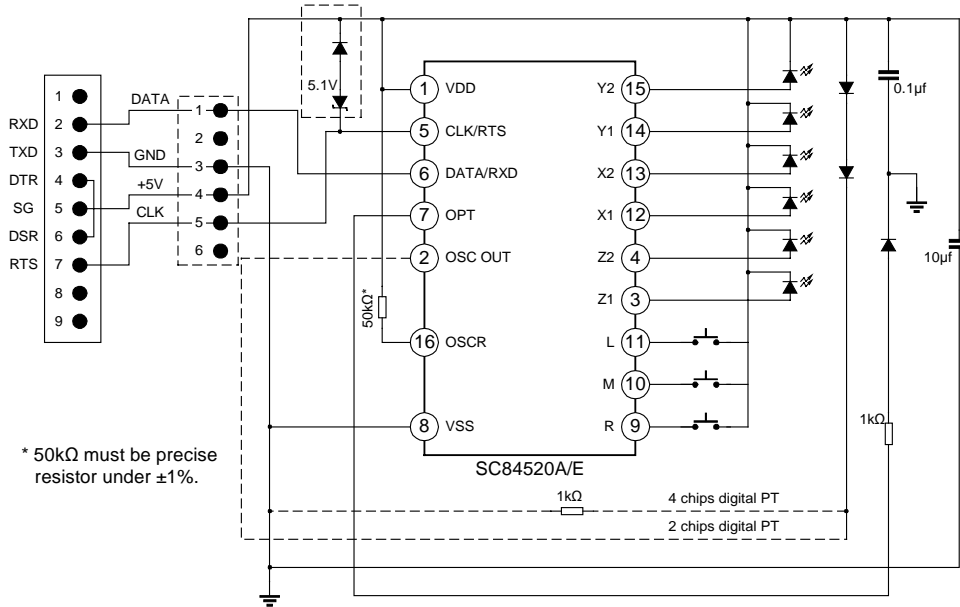 1
RXD 2
TXD 3
DTR 4
SG 5
DSR 6
RTS 7
8
9
DATA
GND
+5V
CLK
1
2
3
4
5
6
5.1V
1 VDD
5 CLK/RTS
6 DATA/RXD
7 OPT
2 OSC OUT
16 OSCR
8 VSS
50kΩ*
Y2 15
Y1 14
X2 13
X1 12
Z2 4
Z1 3
L 11
M 10
R 9
SC84520A/E
0.1μf
10μf
1kΩ
1kΩ
4 chips digital PT
2 chips digital PT
* 50kΩ must be precise
resistor under ±1%.